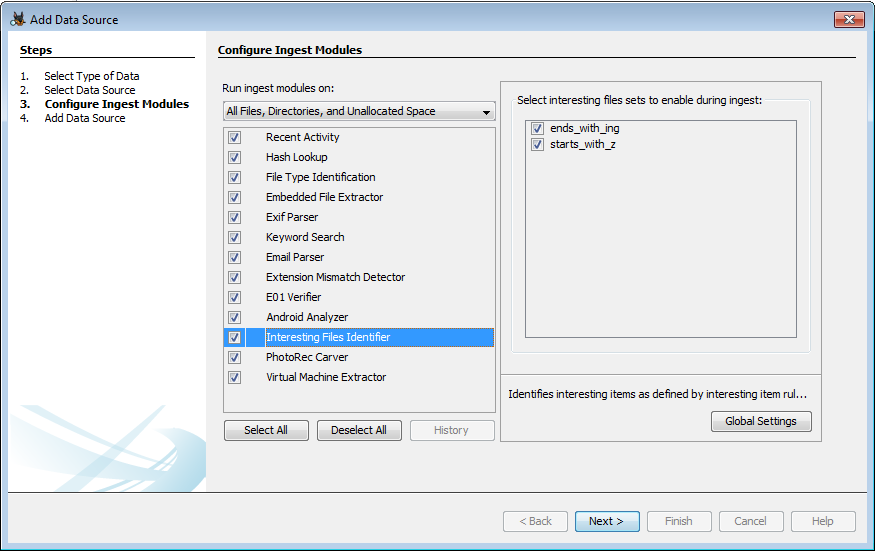 Add Data Source
Steps
1. Select Type of Data
2. Select Data Source
3. Configure Ingest Modules
4. Add Data Source
Configure Ingest Modules
Run ingest modules on:
All Files, Directories, and Unallocated Space
Recent Activity
Hash Lookup
File Type Identification
Embedded File Extractor
Exif Parser
Keyword Search
Email Parser
Extension Mismatch Detector
E01 Verifier
Android Analyzer
Interesting Files Identifier
PhotoRec Carver
Virtual Machine Extractor
Select All
Deselect All
History
Select interesting files sets to enable during ingest:
ends_with_ing
starts_with_z
Identifies interesting items as defined by interesting item rul...
Global Settings
< Back
Next >
Finish
Cancel
Help